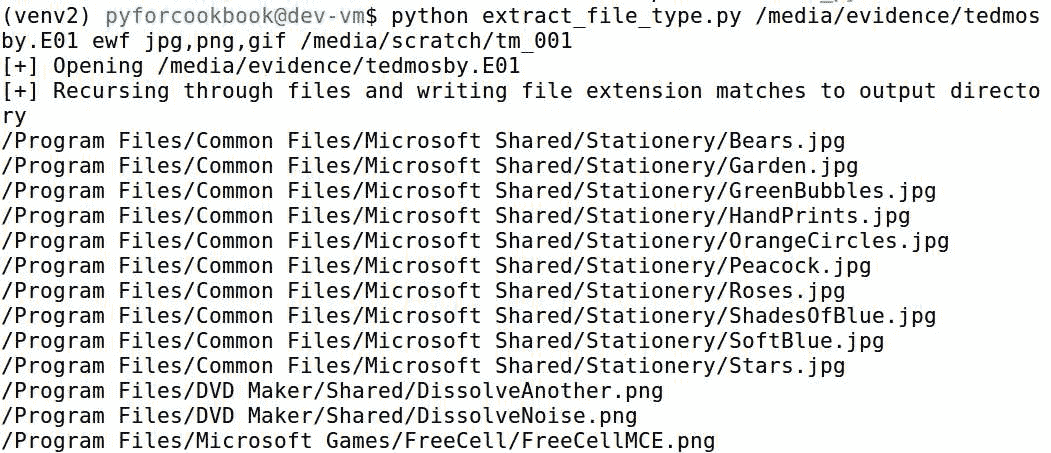 (venv2) pyforcookbook@dev-vm$ python extract_file_type.py /media/evidence/tedmos
by.E01 ewf jpg,png,gif /media/scratch/tm_001
[+] Opening /media/evidence/tedmosby.E01
[+] Recursing through files and writing file extension matches to output directo
ry
/Program Files/Common Files/Microsoft Shared/Stationery/Bears.jpg
/Program Files/Common Files/Microsoft Shared/Stationery/Garden.jpg
/Program Files/Common Files/Microsoft Shared/Stationery/GreenBubbles.jpg
/Program Files/Common Files/Microsoft Shared/Stationery/HandPrints.jpg
/Program Files/Common Files/Microsoft Shared/Stationery/OrangeCircles.jpg
/Program Files/Common Files/Microsoft Shared/Stationery/Peacock.jpg
/Program Files/Common Files/Microsoft Shared/Stationery/Roses.jpg
/Program Files/Common Files/Microsoft Shared/Stationery/ShadesOfBlue.jpg
/Program Files/Common Files/Microsoft Shared/Stationery/SoftBlue.jpg
/Program Files/Common Files/Microsoft Shared/Stationery/Stars.jpg
/Program Files/DVD Maker/Shared/DissolveAnother.png
/Program Files/DVD Maker/Shared/DissolveNoise.png
/Program Files/Microsoft Games/FreeCell/FreeCellMCE.png